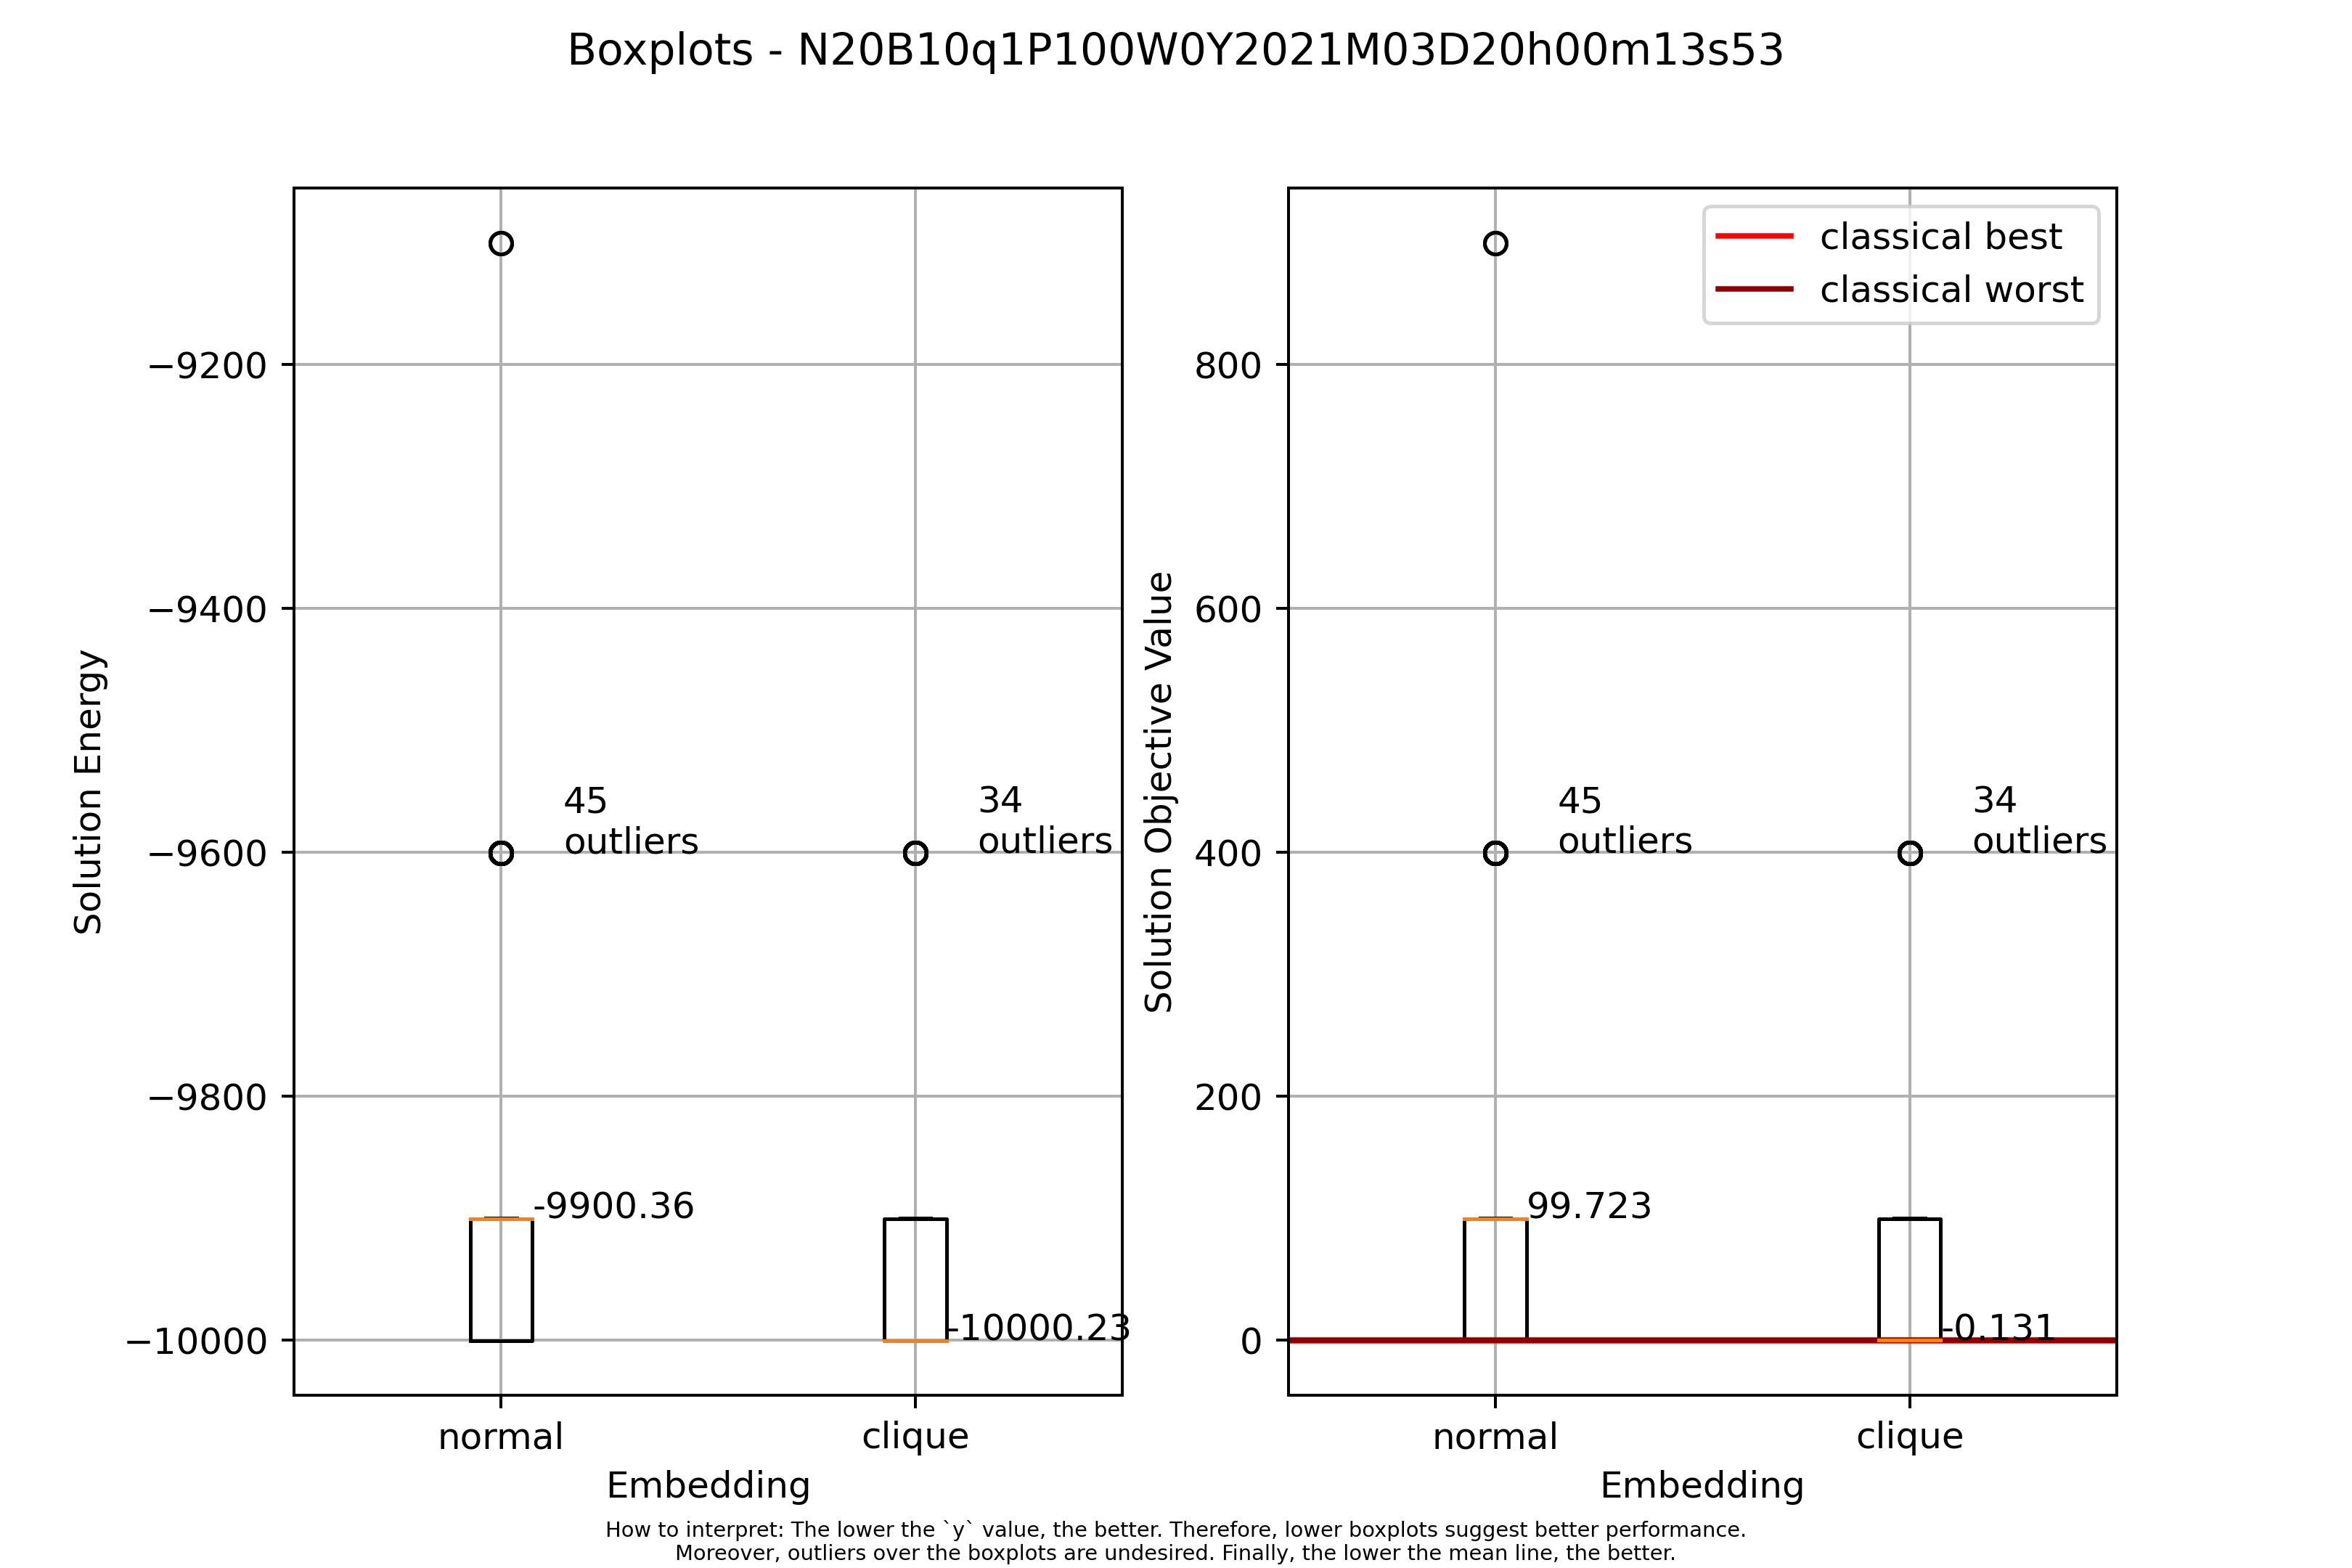 Boxplots - N20B10q1P100W0Y2021M03D20h00m13s53
Solution Energy
−9200
−9400
−9600
−9800
−10000
45
outliers
34
outliers
-9900.36
-10000.23
normal
clique
Embedding
Solution Objective Value
800
600
400
200
0
classical best
classical worst
45
outliers
34
outliers
99.723
-0.131
normal
clique
Embedding
How to interpret: The lower the `y` value, the better. Therefore, lower boxplots suggest better performance.
Moreover, outliers over the boxplots are undesired. Finally, the lower the mean line, the better.